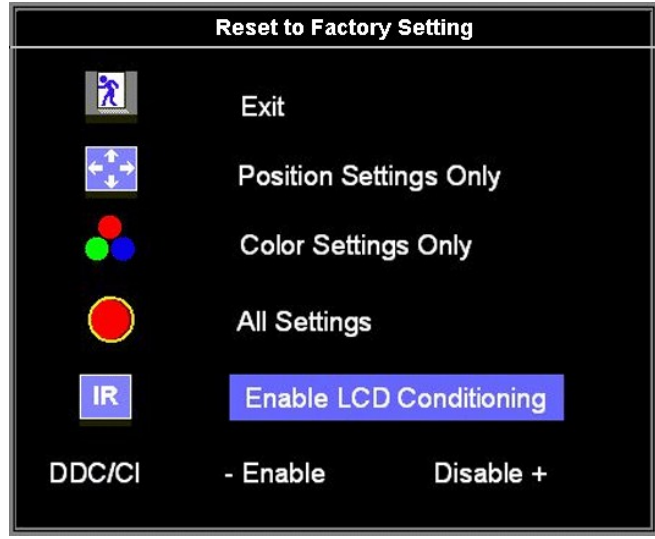 Reset to Factory Setting
Exit
Position Settings Only
Color Settings Only
All Settings
IR Enable LCD Conditioning
DDC/CI - Enable Disable +